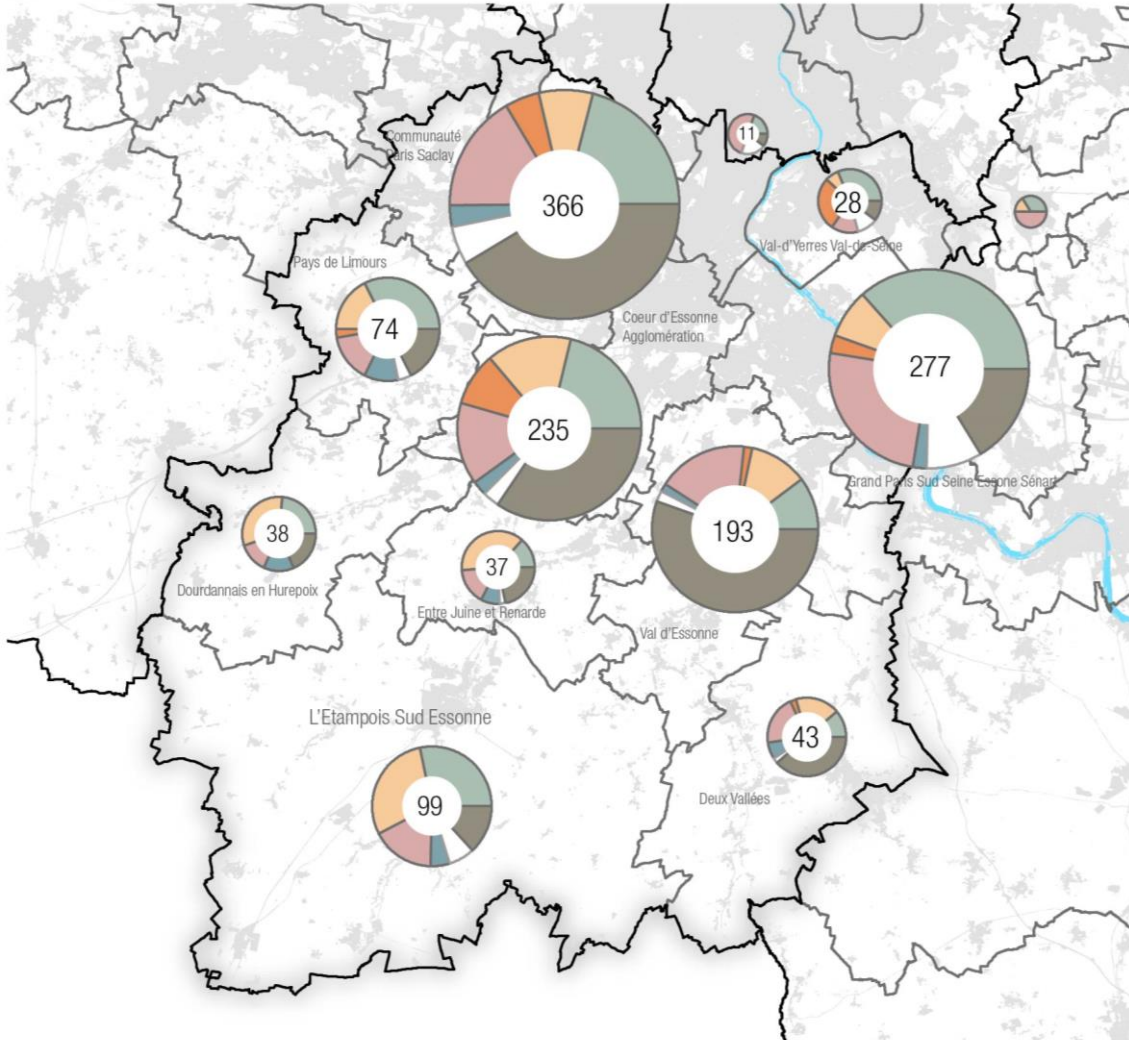 Communauté
Paris Saclay
366
11
28
Val-d'Yerres Val-de-Seine
Pays de Limours
74
Coeur d'Essonne
Agglomération
277
235
Grand Paris Sud Seine Essone Sénart
193
38
Dourdannais en Hurepoix
37
Entre Juine et Renarde
Val d'Essonne
L'Etampois Sud Essonne
43
Deux Vallées
99